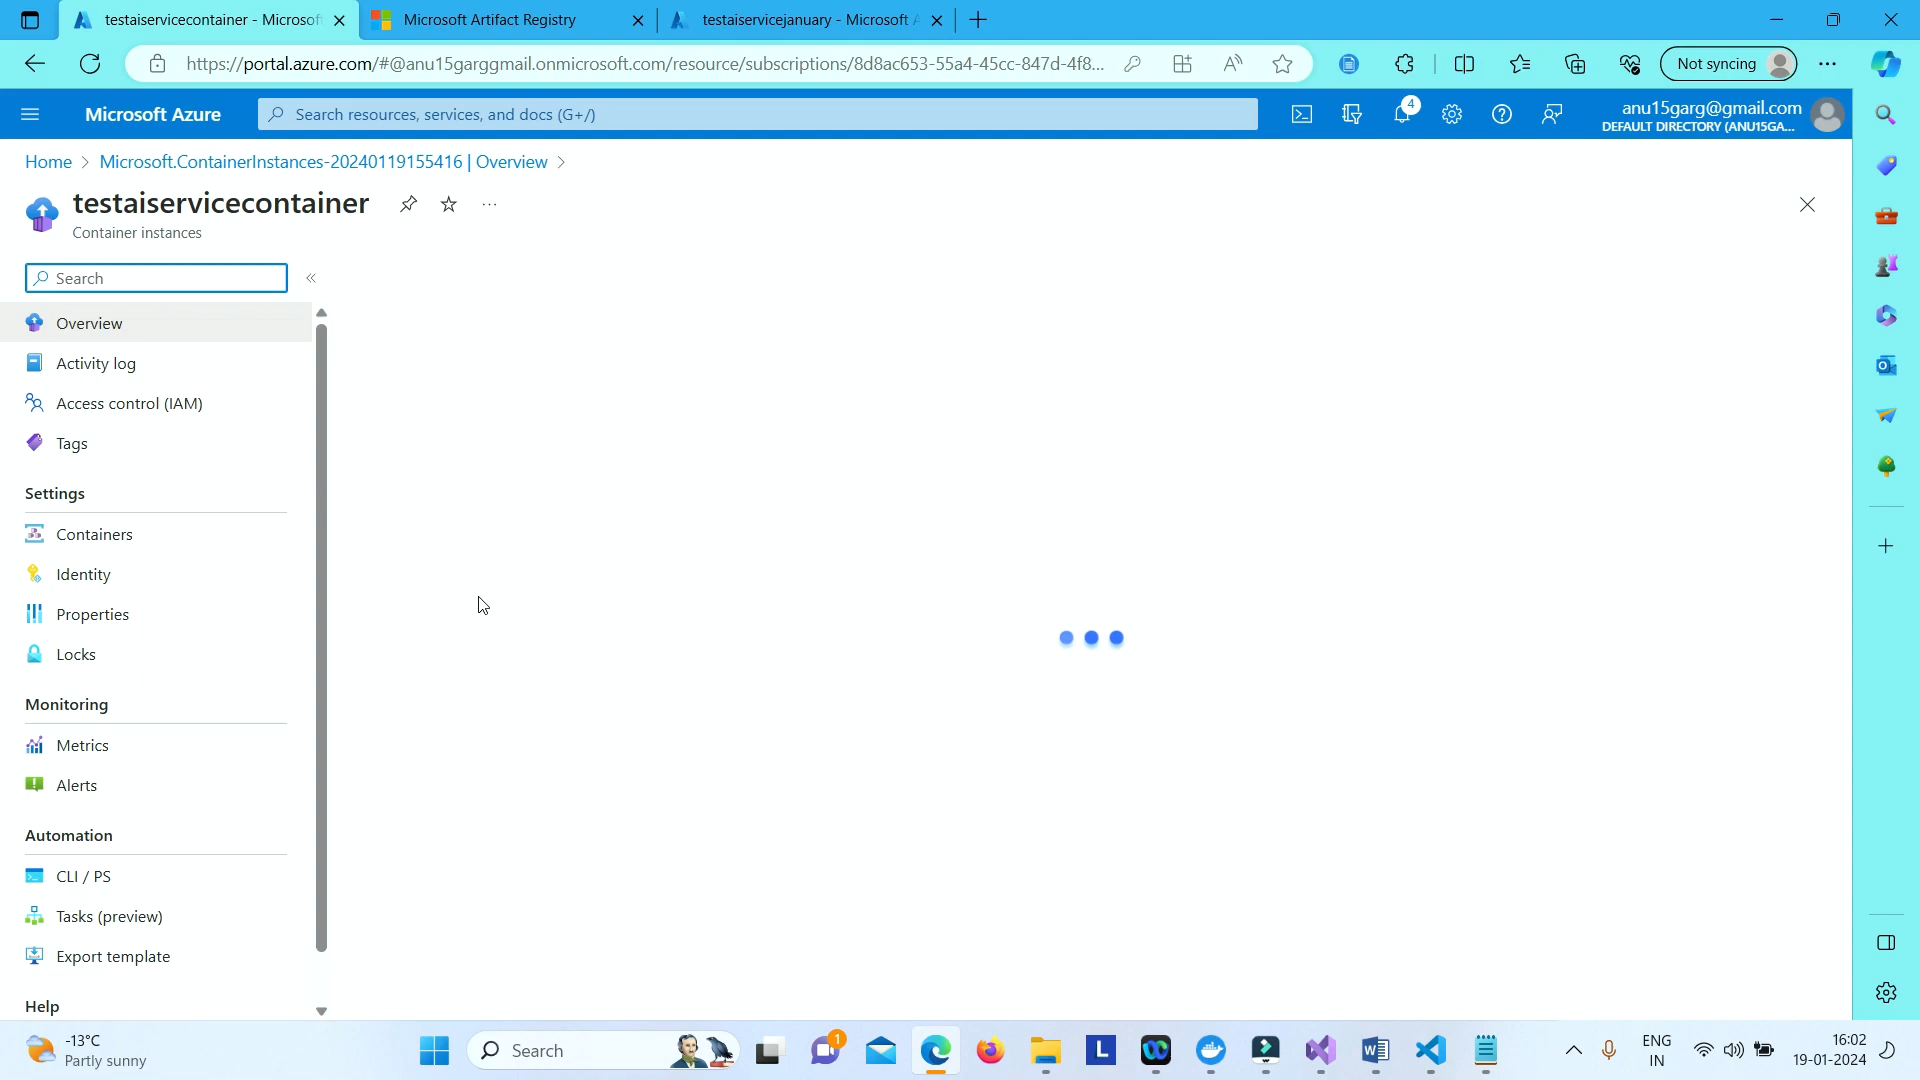 testaiservicecontainer - Microsof
Microsoft Artifact Registry
testaiservicejanuary - Microsoft A
https://portal.azure.com/#@anu15garggmail.onmicrosoft.com/resource/subscriptions/8d8ac653-55a4-45cc-847d-4f8...
Not syncing
Microsoft Azure
Search resources, services, and docs (G+/)
4
anu15garg@gmail.com
DEFAULT DIRECTORY (ANU15GA...
Home > Microsoft.ContainerInstances-20240119155416 | Overview >
testaiservicecontainer
Container instances
Search
Overview
Activity log
Access control (IAM)
Tags
Settings
Containers
Identity
Properties
Locks
Monitoring
Metrics
Alerts
Automation
CLI / PS
Tasks (preview)
Export template
Help
-13°C
Partly sunny
Search
1
L
ENG
IN
16:02
19-01-2024